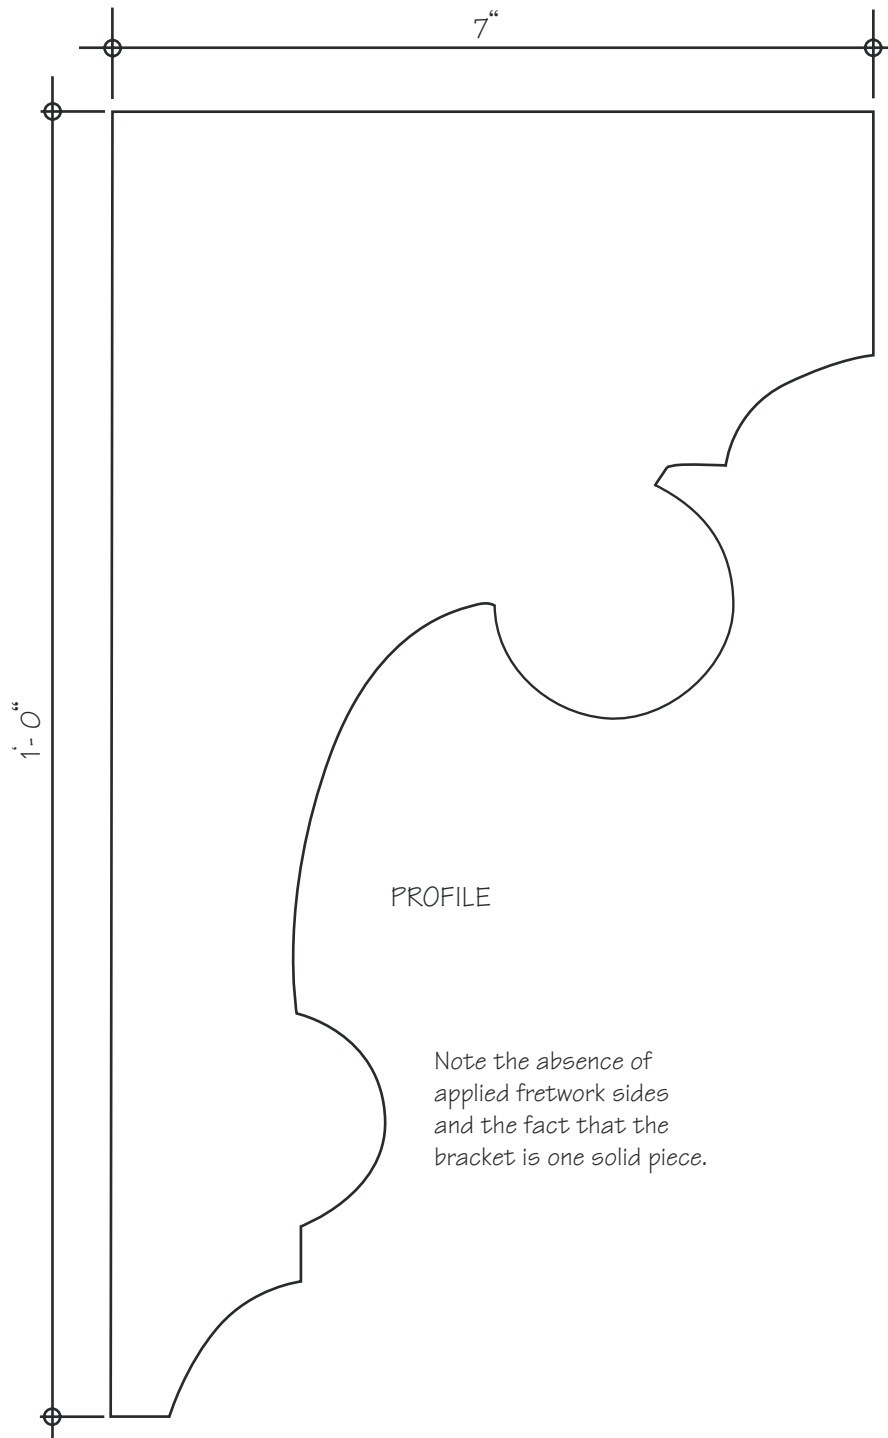 7“
1‘- 0“
PROFILE
Note the absence of
applied fretwork sides
and the fact that the
bracket is one solid piece.